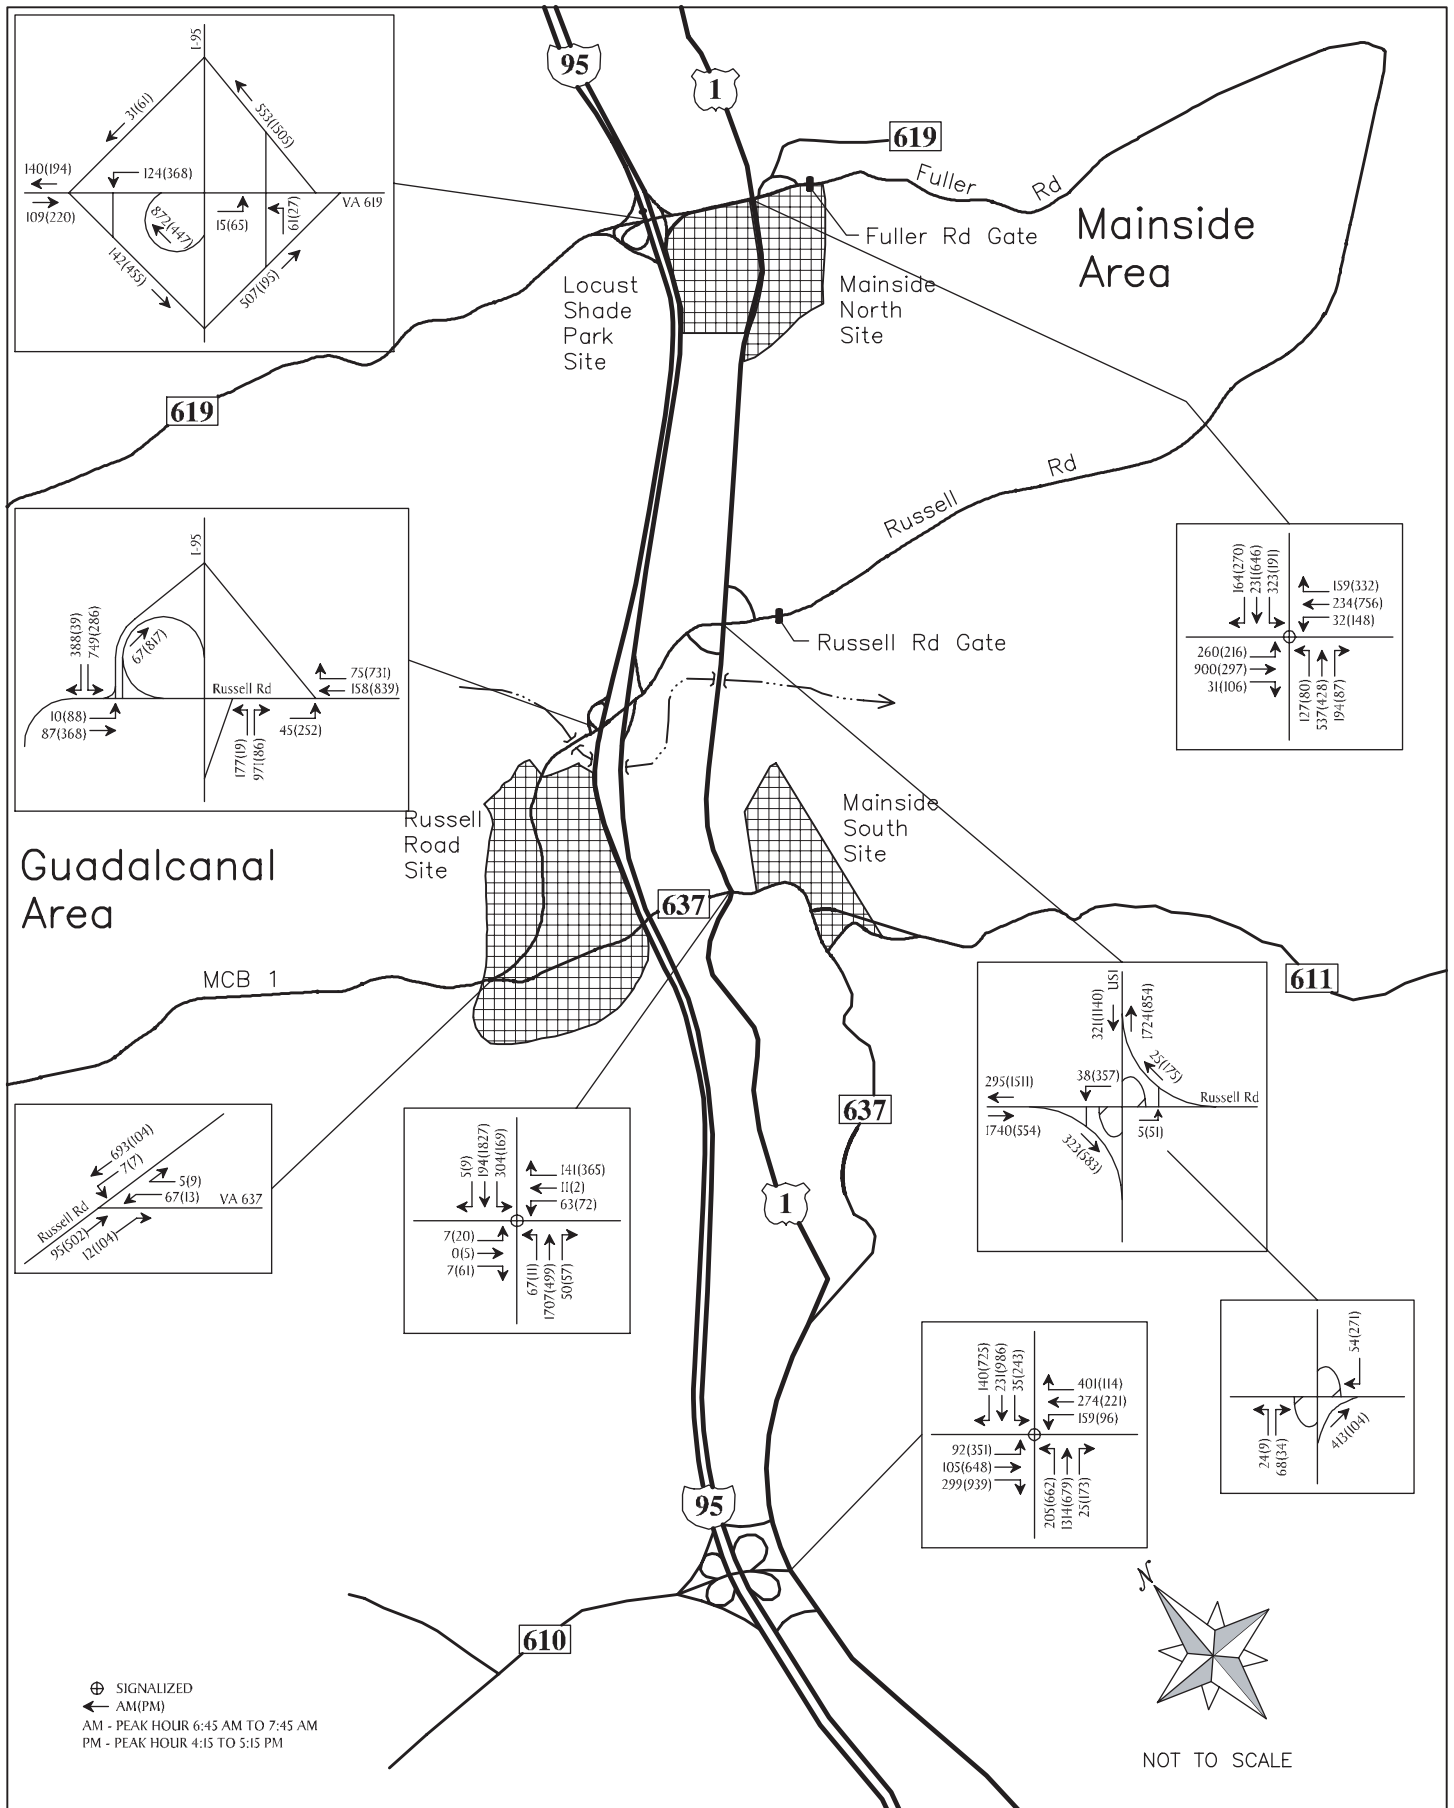 95
1
619
Fuller
Rd
Mainside
Area
Fuller Rd Gate
Locust
Shade
Park
Site
Mainside
North
Site
I-95
31(61)
553(1505)
140(194)
109(220)
124(368)
872(447)
15(65)
61(27)
VA 619
142(455)
507(195)
619
Russell
Rd
Russell Rd Gate
I-95
388(39)
749(286)
67(817)
Russell Rd
75(731)
158(839)
10(88)
87(368)
177(19)
971(86)
45(252)
164(270)
231(646)
323(191)
159(332)
234(756)
32(148)
260(216)
900(297)
31(106)
127(80)
537(428)
194(87)
Russell
Road
Site
Mainside
South
Site
Guadalcanal
Area
637
MCB 1
611
US1
321(1140)
1724(854)
25(175)
295(1511)
38(357)
Russell Rd
1740(554)
323(583)
5(51)
637
693(104)
7(7)
5(9)
67(13)
VA 637
Russell Rd
95(502)
12(104)
5(9)
194(1827)
304(169)
141(365)
11(2)
63(72)
7(20)
0(5)
7(61)
67(11)
1707(499)
50(57)
1
54(271)
24(9)
68(34)
413(104)
140(725)
231(986)
35(243)
401(114)
274(221)
159(96)
92(351)
105(648)
299(939)
205(662)
1314(679)
25(173)
95
610
N
SIGNALIZED
AM(PM)
AM - PEAK HOUR 6:45 AM TO 7:45 AM
PM - PEAK HOUR 4:15 TO 5:15 PM
NOT TO SCALE